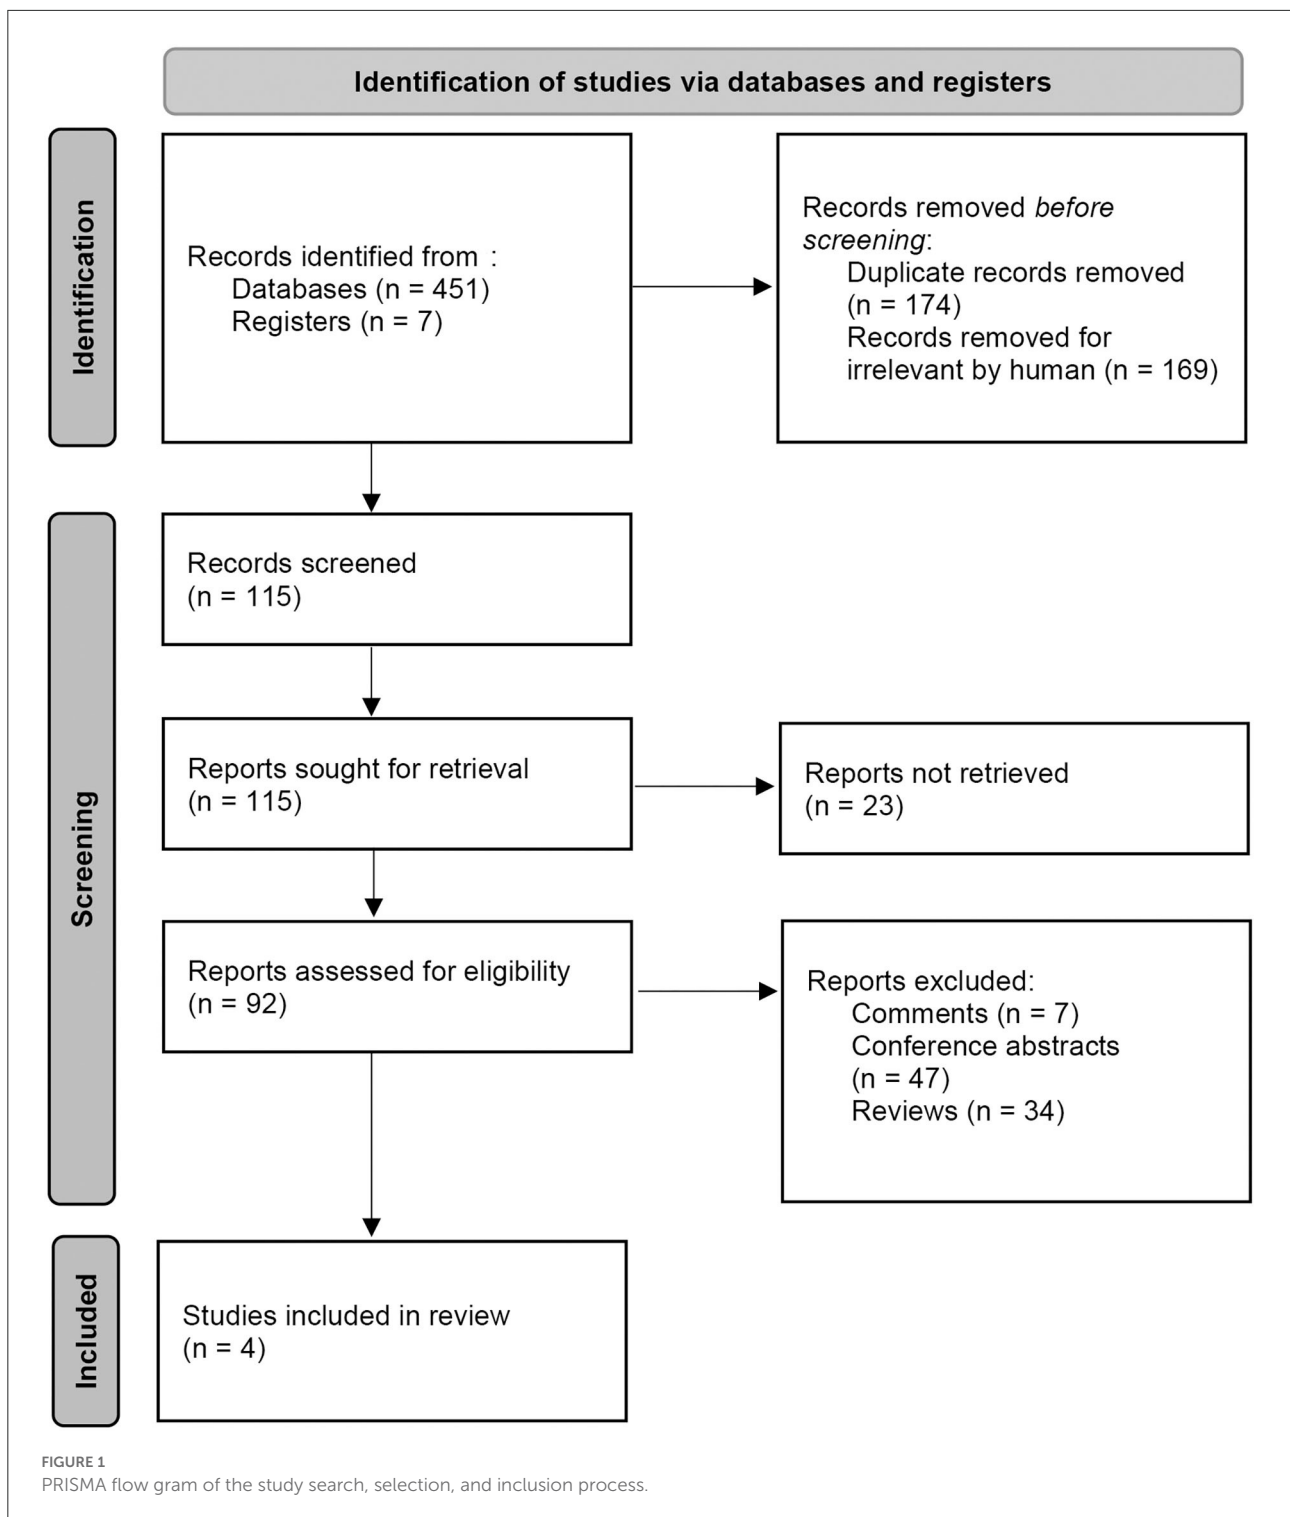 Identification of studies via databases and registers
Identification
Records identified from :
Databases (n = 451)
Registers (n = 7)
Records removed before
screening:
Duplicate records removed
(n = 174)
Records removed for
irrelevant by human (n = 169)
Screening
Records screened
(n = 115)
Reports sought for retrieval
(n = 115)
Reports not retrieved
(n = 23)
Reports assessed for eligibility
(n = 92)
Reports excluded:
Comments (n = 7)
Conference abstracts
(n = 47)
Reviews (n = 34)
Included
Studies included in review
(n = 4)
FIGURE 1
PRISMA flow gram of the study search, selection, and inclusion process.